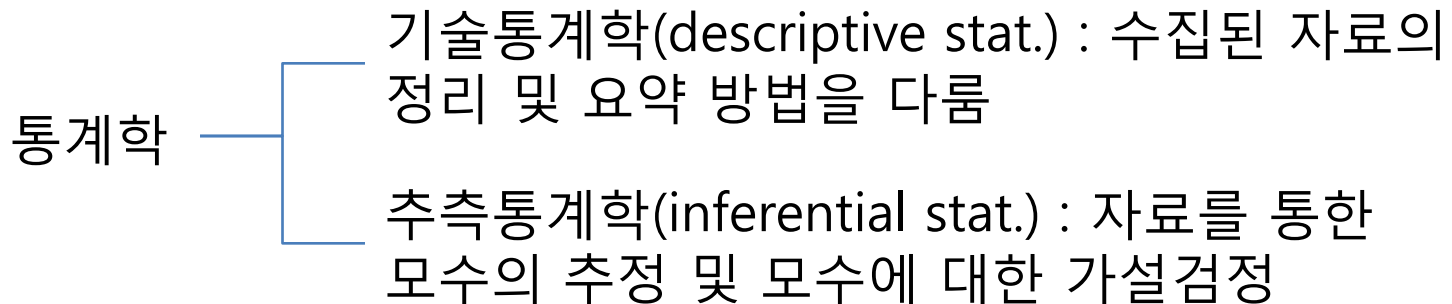 통계학
기술통계학(descriptive stat.) : 수집된 자료의
정리 및 요약 방법을 다룸
추측통계학(inferential stat.) : 자료를 통한
모수의 추정 및 모수에 대한 가설검정